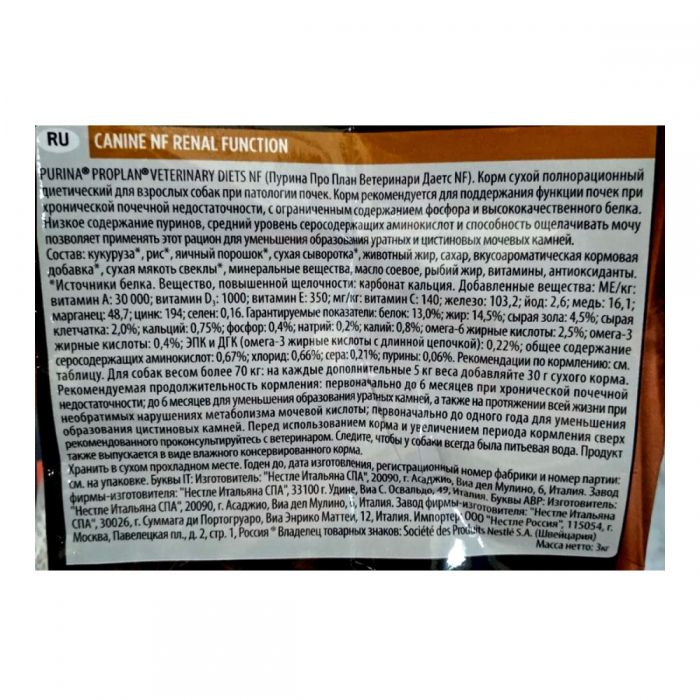 RU CANINE NF RENAL FUNCTION
PURINA® PROPLAN® VETERINARY DIETS NF (Пурина Про План Ветеринари Даетс NF). Корм сухой полнорационный
диетический для взрослых собак при патологии почек. Корм рекомендуется для поддержания функции почек при
хронической почечной недостаточности, с ограниченным содержанием фосфора и высококачественного белка.
Низкое содержание пуринов, средний уровень серосодержащих аминокислот и способность ощелачивать мочу
позволяет применять этот рацион для уменьшения образования уратных и цистиновых мочевых камней.
Состав: кукуруза*, рис*, яичный порошок*, сухая сыворотка*, животный жир, сахар, вкусоароматическая кормовая
добавка*, сухая мякоть свеклы*, минеральные вещества, масло соевое, рыбий жир, витамины, антиоксиданты.
*Источники белка. Вещество, повышенной щелочности: карбонат кальция. Добавленные вещества: МЕ/кг:
витамин А: 30 000; витамин D3: 1000; витамин Е: 350; мг/кг: витамин С: 140; железо: 103,2; йод: 2,6; медь: 16,1;
марганец: 48,7; цинк: 194; селен: 0,16. Гарантируемые показатели: белок: 13,0%; жир: 14,5%; сырая зола: 4,5%; сырая
клетчатка: 2,0%; кальций: 0,75%; фосфор: 0,4%; натрий: 0,2%; калий: 0,8%; омега-6 жирные кислоты: 2,5%; омега-3
жирные кислоты: 0,4%; ЭПК и ДГК (омега-3 жирные кислоты с длинной цепочкой): 0,22%; общее содержание
серосодержащих аминокислот: 0,67%; хлорид: 0,66%; сера: 0,21%; пурины: 0,06%. Рекомендации по кормлению: см.
таблицу. Для собак весом более 70 кг: на каждые дополнительные 5 кг веса добавляйте 30 г сухого корма.
Рекомендуемая продолжительность кормления: первоначально до 6 месяцев при хронической почечной
недостаточности; до 6 месяцев для уменьшения образования уратных камней, а также на протяжении всей жизни при
необратимых нарушениях метаболизма мочевой кислоты; первоначально до одного года для уменьшения
образования цистиновых камней. Перед использованием корма и увеличением периода кормления сверх
рекомендованного проконсультируйтесь с ветеринаром. Следите, чтобы у собаки всегда была питьевая вода. Продукт
также выпускается в виде влажного консервированного корма.
Хранить в сухом прохладном месте. Годен до, дата изготовления, регистрационный номер фабрики и номер партии:
см. на упаковке. Буквы IT: Изготовитель: "Нестле Итальяна СПА", 20090, г. Асаджио, Виа дел Мулино, 6, Италия. Завод
фирмы-изготовителя: "Нестле Итальяна СПА", 33100 г. Удине, Виа С. Освальдо, 49, Италия. Буквы АВР: Изготовитель:
"Нестле Итальяна СПА", 20090, г. Асаджио, Виа дел Мулино, 6, Италия. Завод фирмы-изготовителя: "Нестле Итальяна
СПА", 30026, г. Суммага ди Портогруаро, Виа Энрико Маттеи, 12, Италия. Импортер: ООО "Нестле Россия", 115054, г.
Москва, Павелецкая пл., д. 2, стр. 1, Россия * Владелец товарных знаков: Société des Produits Nestlé S.A. (Швейцария)
Масса нетто: 3кг